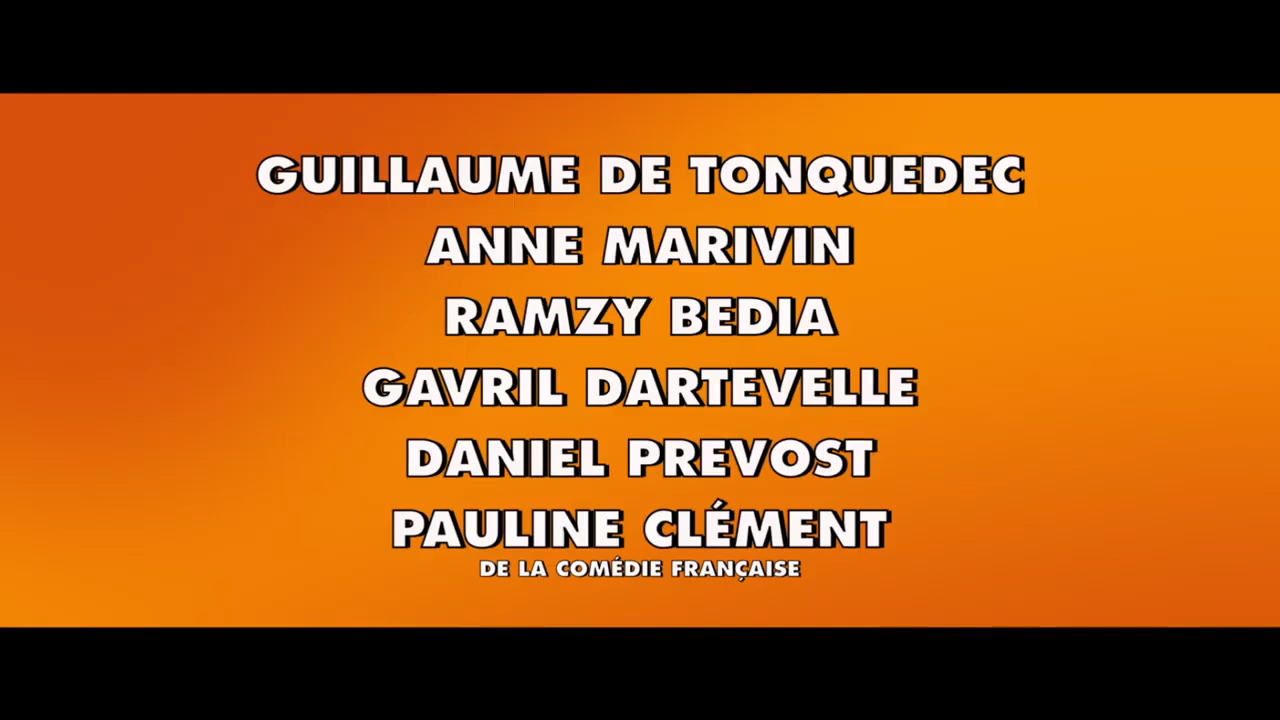 GUILLAUME DE TONQUEDEC
ANNE MARIVIN
RAMZY BEDIA
GAVRIL DARTEVELLE
DANIEL PREVOST
PAULINE CLÉMENT
DE LA COMÉDIE FRANÇAISE